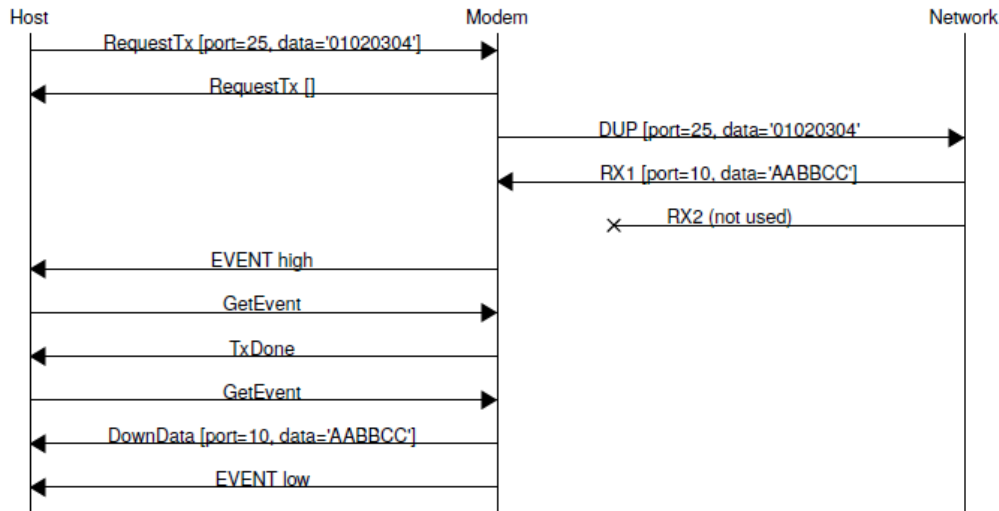 Host Modem Network
RequestTx [port=25, data='01020304']
RequestTx []
DUP [port=25, data='01020304'
RX1 [port=10, data='AABBCC']
RX2 (not used)
EVENT high
GetEvent
TxDone
GetEvent
DownData [port=10, data='AABBCC']
EVENT low